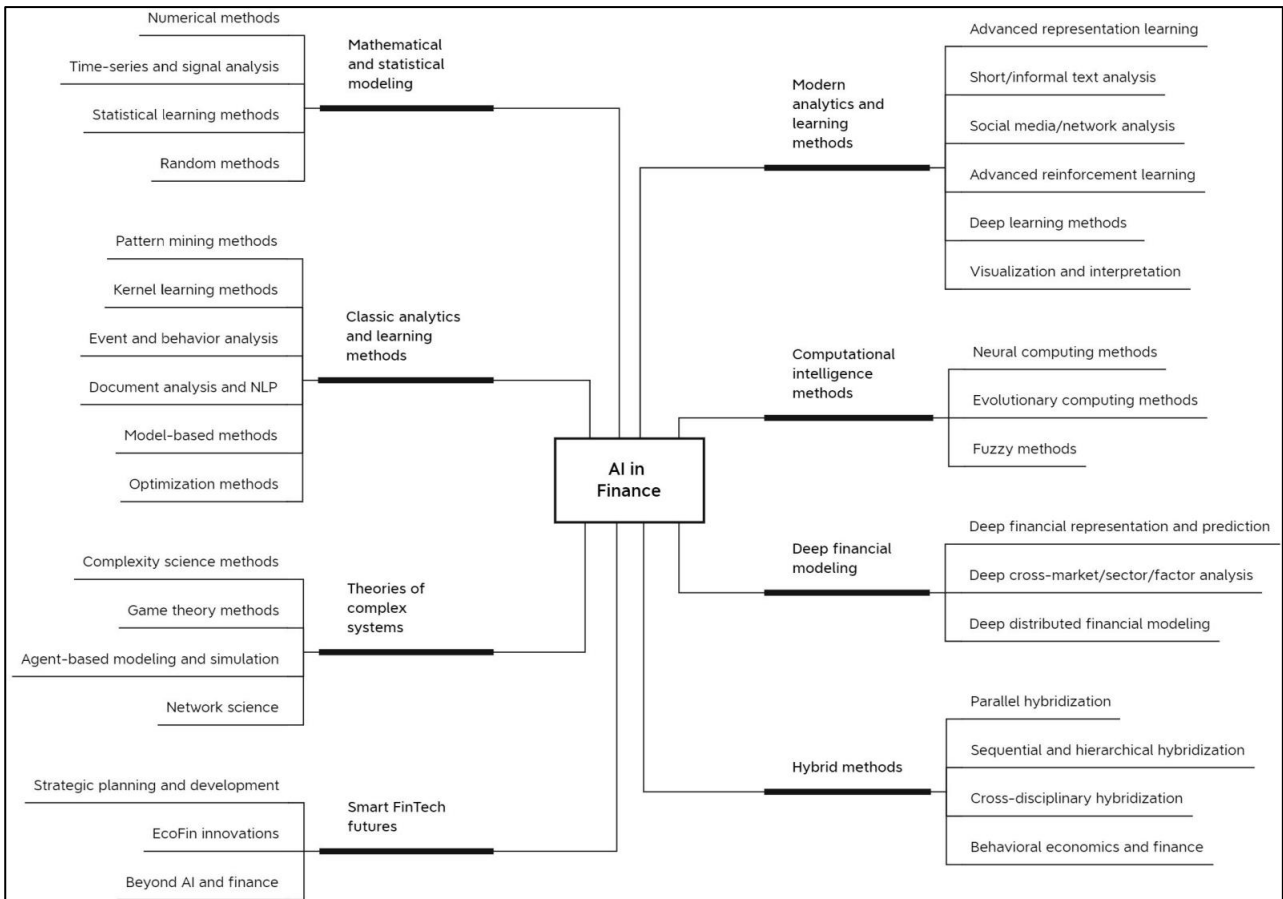 Numerical methods
Time-series and signal analysis
Statistical learning methods
Random methods
Mathematical
and statistical
modeling
Pattern mining methods
Kernel learning methods
Event and behavior analysis
Document analysis and NLP
Model-based methods
Optimization methods
Classic analytics
and learning
methods
Complexity science methods
Game theory methods
Agent-based modeling and simulation
Network science
Theories of
complex
systems
Strategic planning and development
EcoFin innovations
Beyond AI and finance
Smart FinTech
futures
AI in
Finance
Modern
analytics and
learning
methods
Advanced representation learning
Short/informal text analysis
Social media/network analysis
Advanced reinforcement learning
Deep learning methods
Visualization and interpretation
Computational
intelligence
methods
Neural computing methods
Evolutionary computing methods
Fuzzy methods
Deep financial
modeling
Deep financial representation and prediction
Deep cross-market/sector/factor analysis
Deep distributed financial modeling
Hybrid methods
Parallel hybridization
Sequential and hierarchical hybridization
Cross-disciplinary hybridization
Behavioral economics and finance